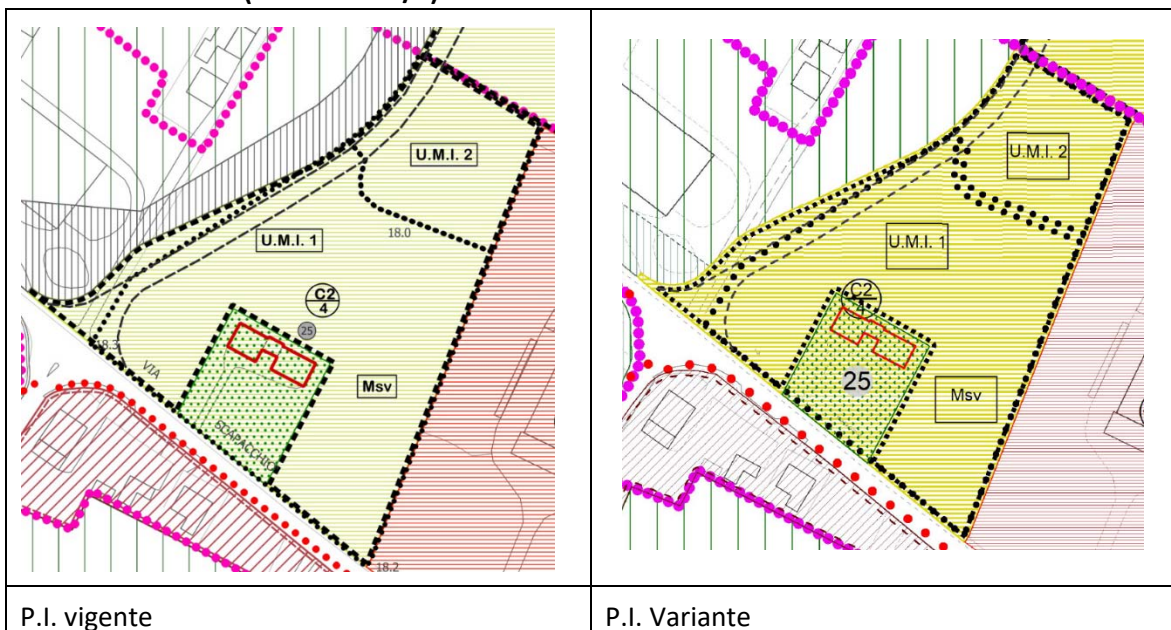 U.M.I. 2
U.M.I. 1
18.0
C2
4
25
18.3
VIA
Msv
SCAPACCHIO
18.2
U.M.I. 2
U.M.I. 1
C2
4
25
Msv
P.I. vigente
P.I. Variante